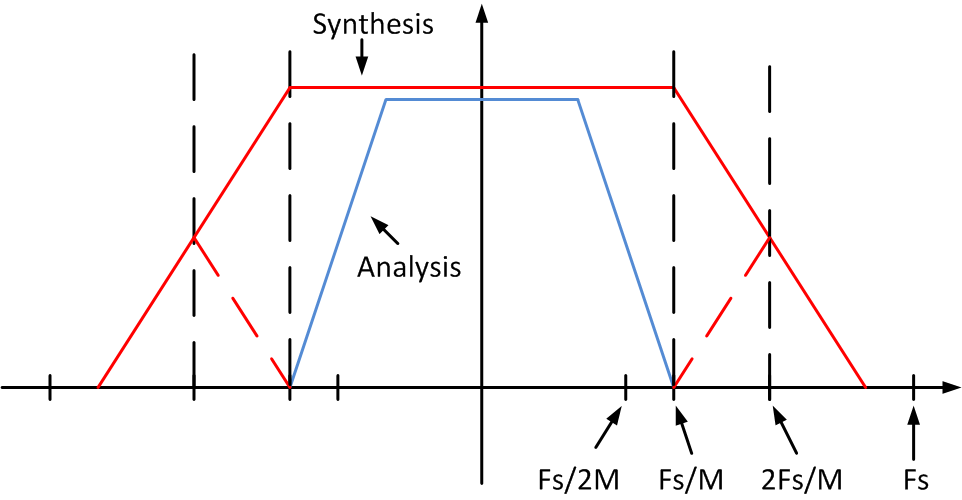 Synthesis
Analysis
Fs/2M
Fs/M
2Fs/M
Fs